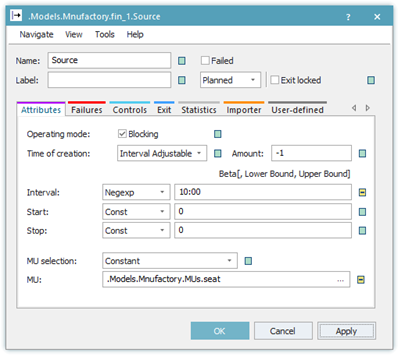 .Models.Mnufactory.fin_1.Source ? ×
Navigate View Tools Help
Name: Source Failed
Label: Planned Exit locked
Attributes Failures Controls Exit Statistics Importer User-defined
Operating mode: Blocking
Time of creation: Interval Adjustable Amount: -1
Beta[, Lower Bound, Upper Bound]
Interval: Negexp 10:00
Start: Const 0
Stop: Const 0
MU selection: Constant
MU: .Models.Mnufactory.MUs.seat ...
OK Cancel Apply